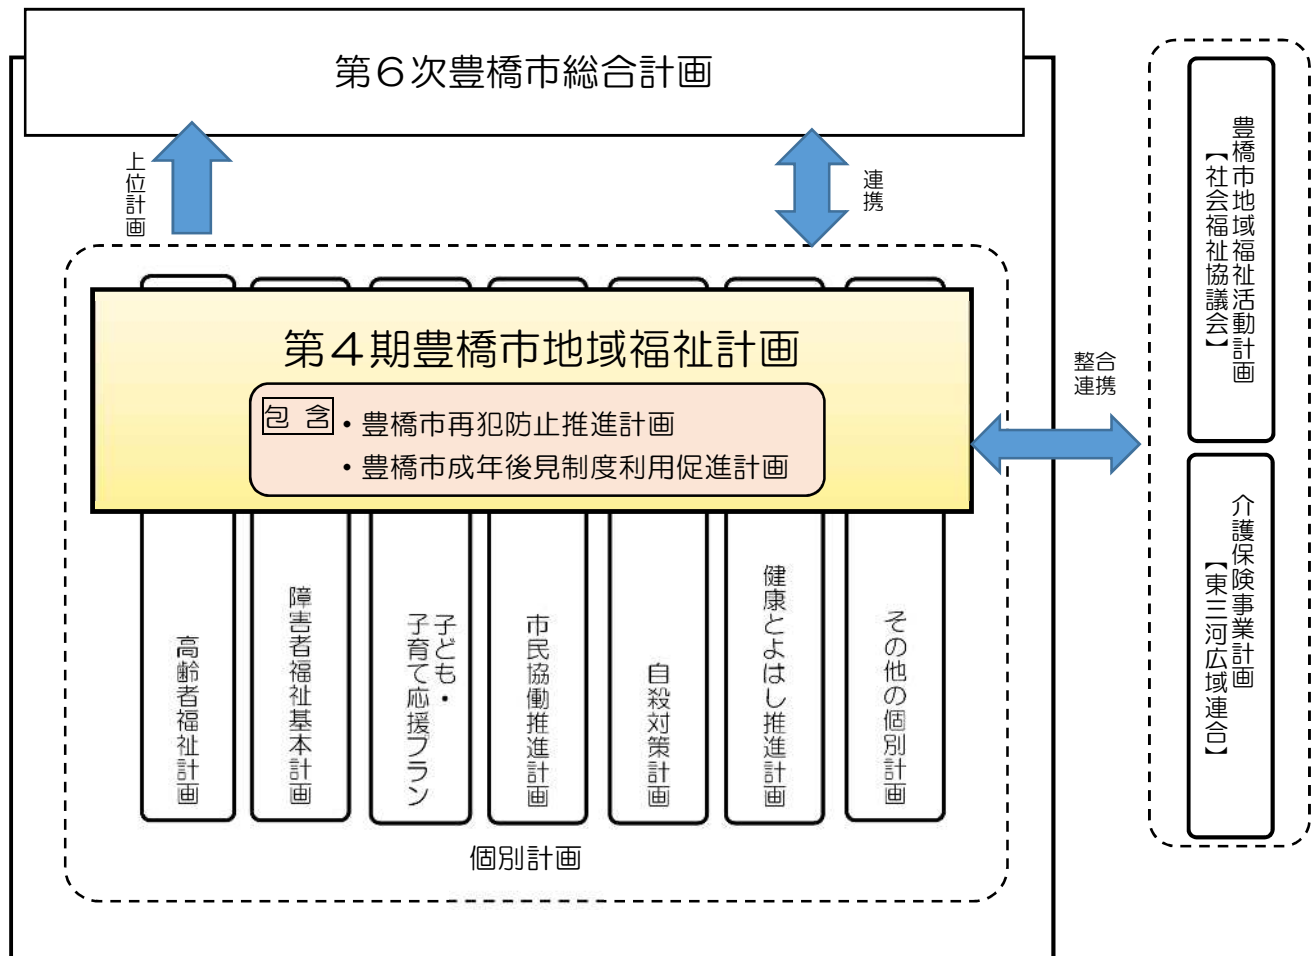 第６次豊橋市総合計画
上位計画
連携
第４期豊橋市地域福祉計画
包 含
・豊橋市再犯防止推進計画
・豊橋市成年後見制度利用促進計画
整合
連携
高齢者福祉計画
障害者福祉基本計画
子ども・
子育て応援プラン
市民協働推進計画
自殺対策計画
健康とよはし推進計画
その他の個別計画
個別計画
豊橋市地域福祉活動計画
【社会福祉協議会】
介護保険事業計画
【東三河広域連合】